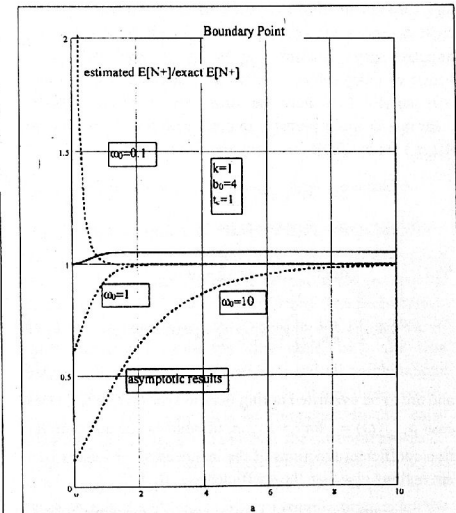 Boundary Point
2
estimated E[N+]/exact E[N+]
1.5
ω₀=0.1
k=1
b₀=4
t∗=1
1
ω₀=1
ω₀=10
0.5
asymptotic results
0
0 2 4 6 8 10
a